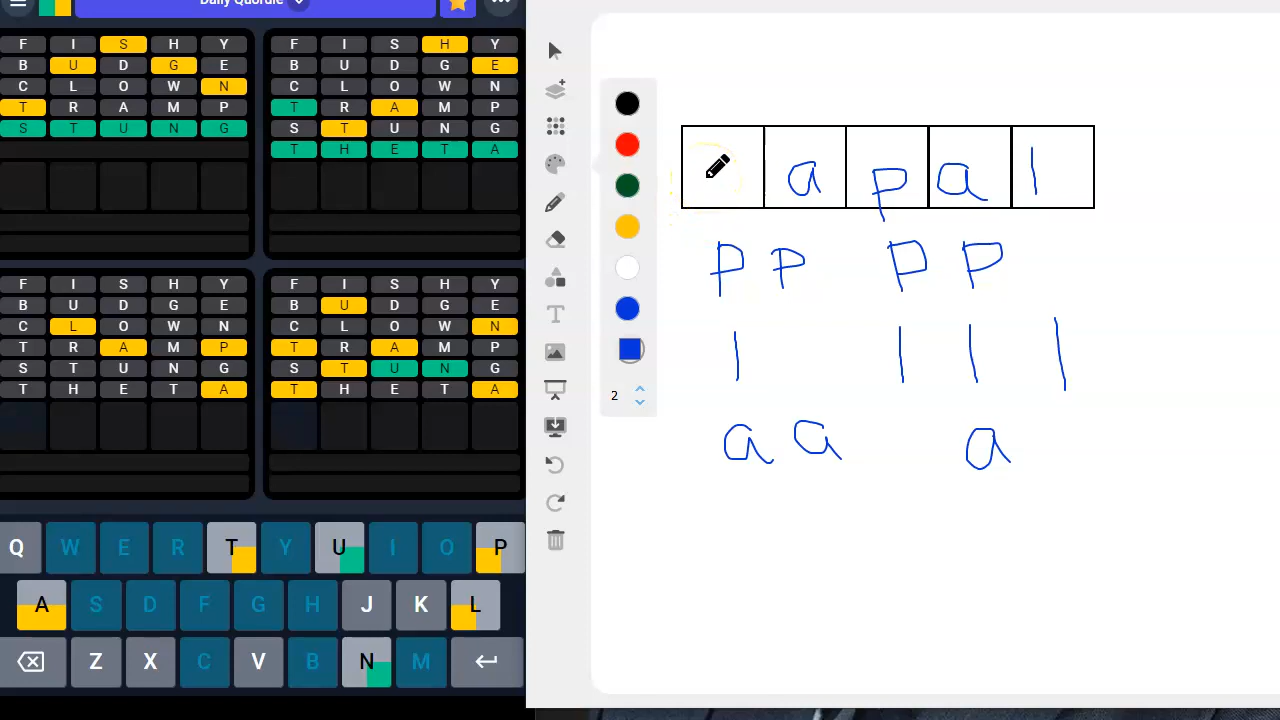 Daily Quordle
F I S H Y
B U D G E
C L O W N
T R A M P
S T U N G
F I S H Y
B U D G E
C L O W N
T R A M P
S T U N G
T H E T A
F I S H Y
B U D G E
C L O W N
T R A M P
S T U N G
T H E T A
F I S H Y
B U D G E
C L O W N
T R A M P
S T U N G
T H E T A
Q W E R T Y U I O P
A S D F G H J K L
Z X C V B N M
T
2
a p a l
p p p p
l l l l
a a a